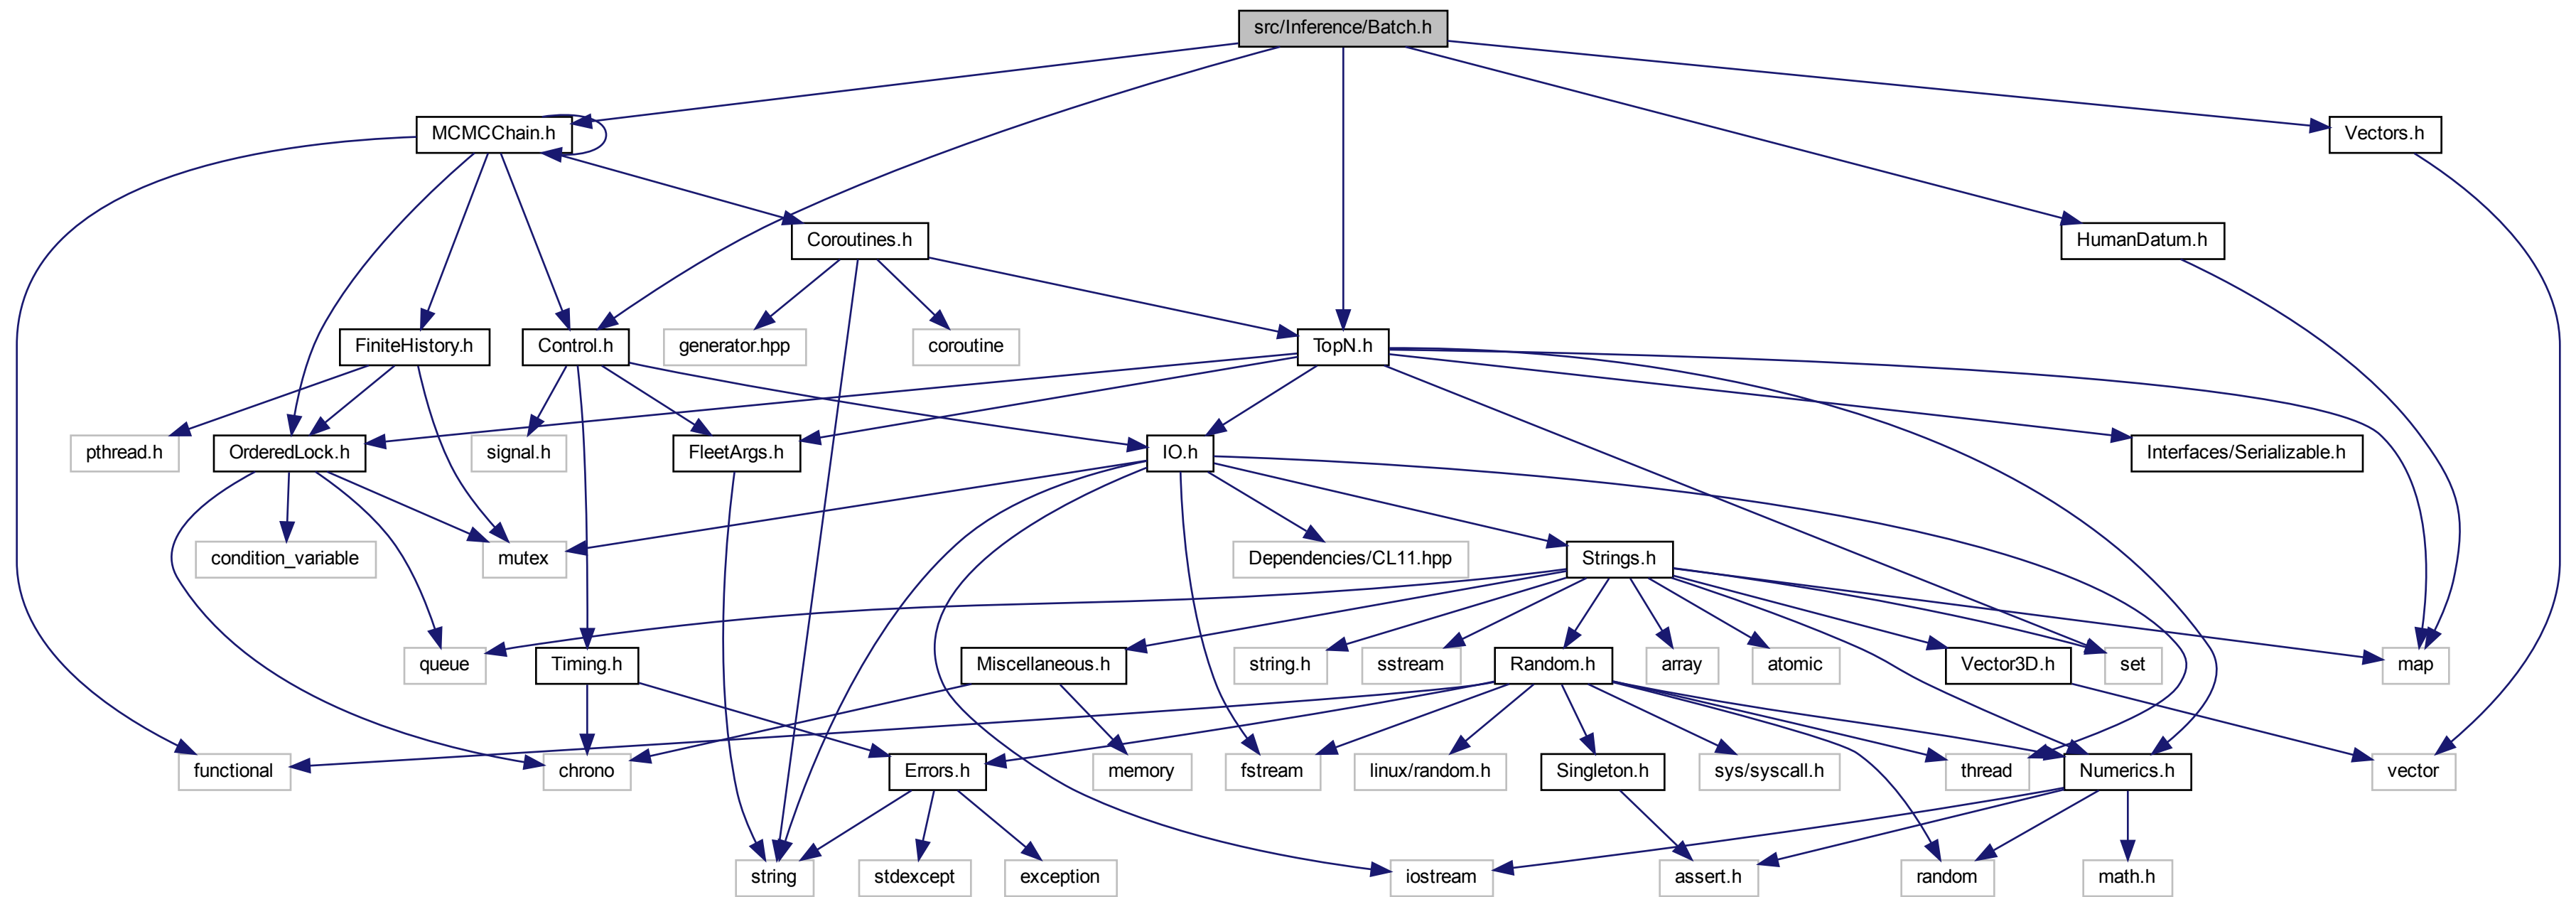 src/Inference/Batch.h
MCMCChain.h
Vectors.h
Coroutines.h
HumanDatum.h
FiniteHistory.h
Control.h
generator.hpp
coroutine
TopN.h
pthread.h
OrderedLock.h
signal.h
FleetArgs.h
IO.h
Interfaces/Serializable.h
condition_variable
mutex
Dependencies/CL11.hpp
Strings.h
queue
Timing.h
Miscellaneous.h
string.h
sstream
Random.h
array
atomic
Vector3D.h
set
map
functional
chrono
Errors.h
memory
fstream
linux/random.h
Singleton.h
sys/syscall.h
thread
Numerics.h
vector
string
stdexcept
exception
iostream
assert.h
random
math.h